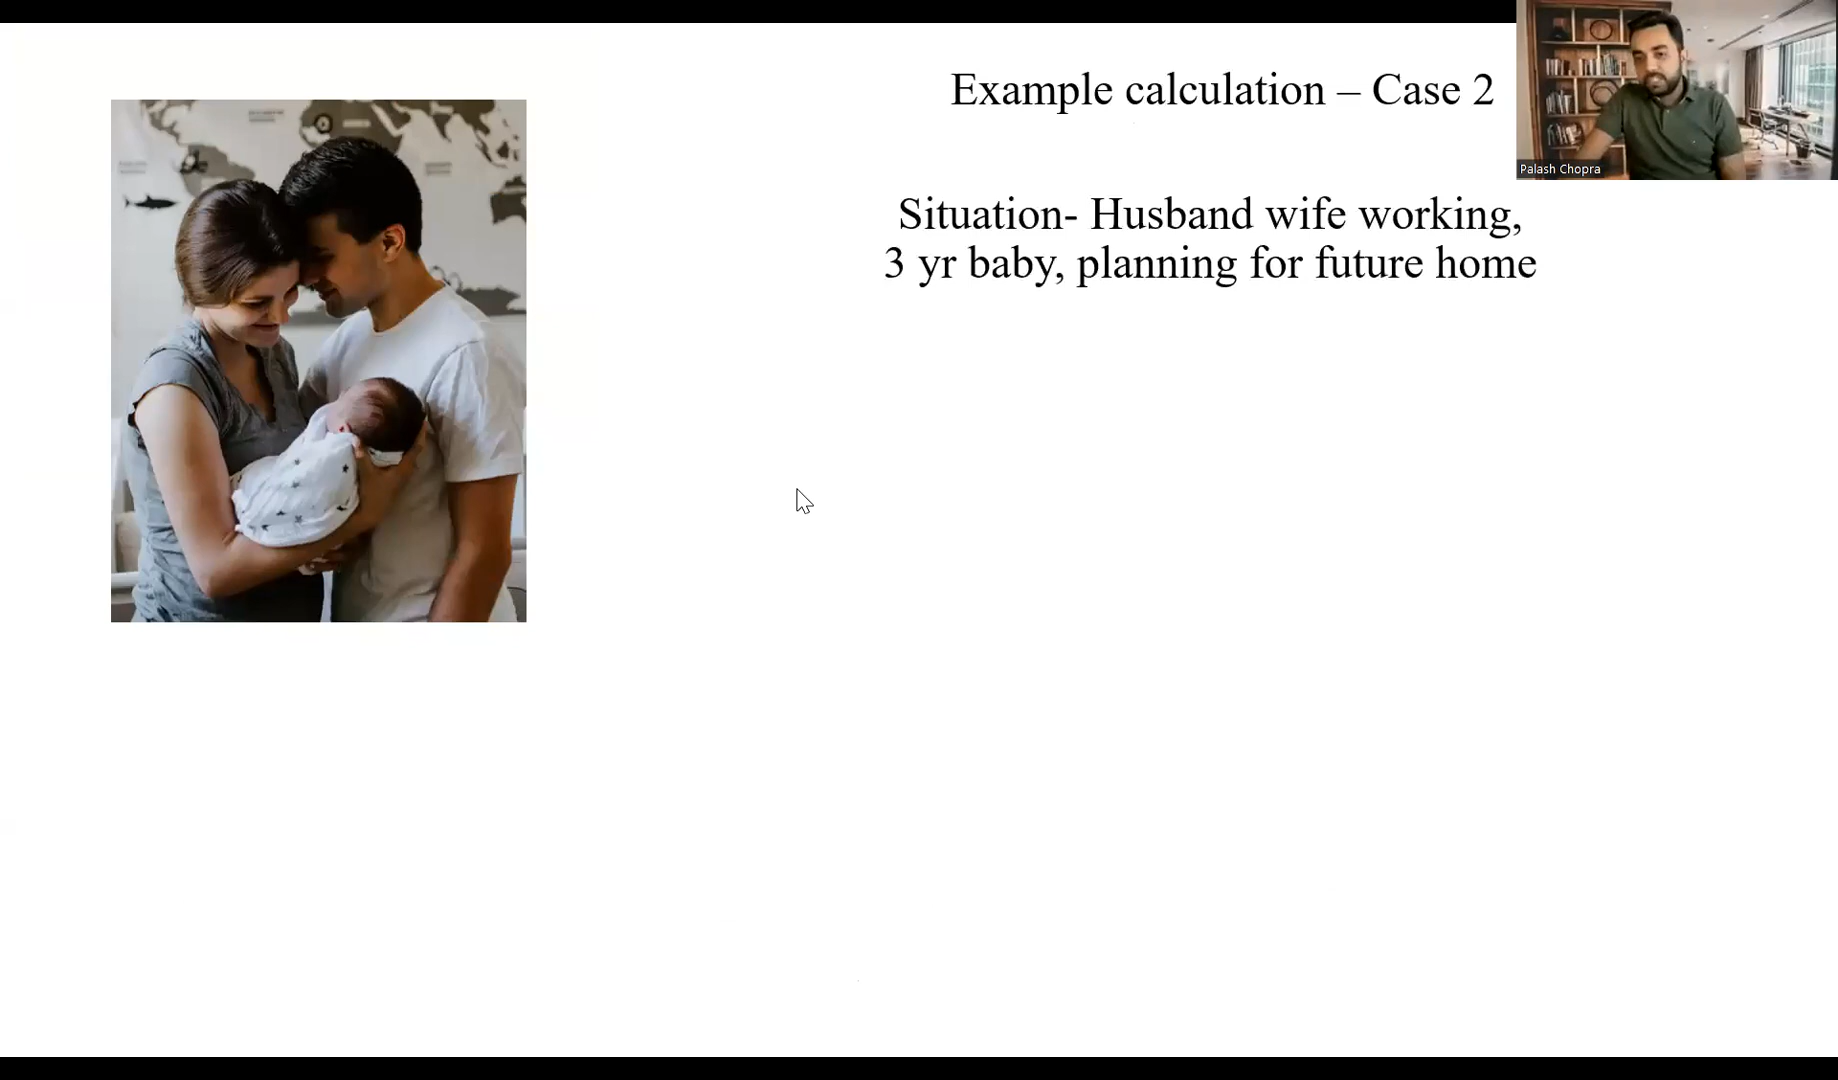 Example calculation – Case 2
Situation- Husband wife working,
3 yr baby, planning for future home
Palash Chopra